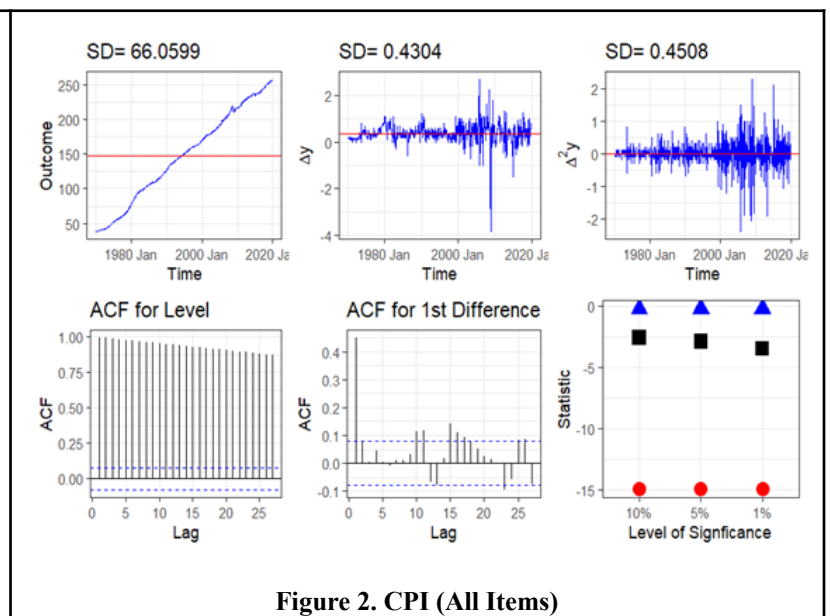 SD= 66.0599
Outcome
250
200
150
100
50
1980 Jan 2000 Jan 2020 Ja
Time
SD= 0.4304
Δy
2
0
-2
-4
1980 Jan 2000 Jan 2020 Ja
Time
SD= 0.4508
Δ²y
2
1
0
-1
-2
1980 Jan 2000 Jan 2020 Ja
Time
ACF for Level
ACF
1.00
0.75
0.50
0.25
0.00
0 5 10 15 20 25
Lag
ACF for 1st Difference
ACF
0.4
0.3
0.2
0.1
0.0
-0.1
0 5 10 15 20 25
Lag
Statistic
0
-5
-10
-15
10% 5% 1%
Level of Signficance
Figure 2. CPI (All Items)